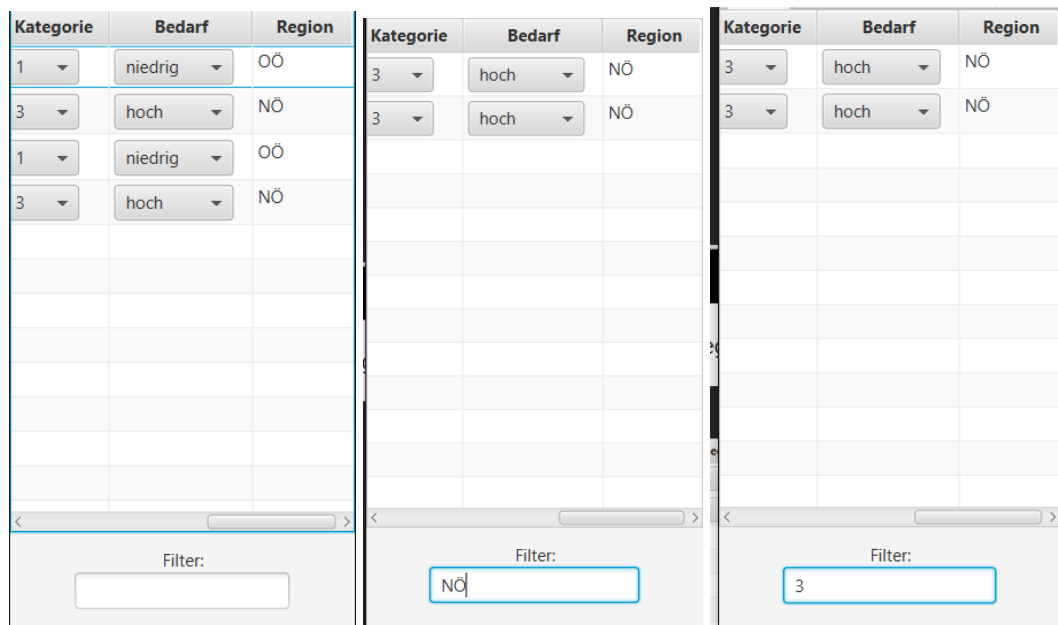 Kategorie Bedarf Region
1 niedrig OÖ
3 hoch NÖ
1 niedrig OÖ
3 hoch NÖ
Filter:
Kategorie Bedarf Region
3 hoch NÖ
3 hoch NÖ
Filter:
NÖ
Kategorie Bedarf Region
3 hoch NÖ
3 hoch NÖ
Filter:
3